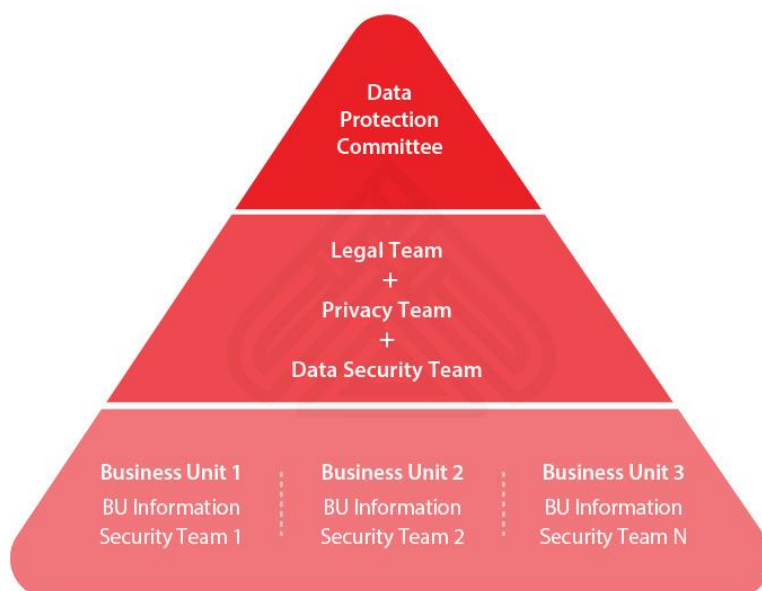 Data
Protection
Committee
Legal Team
+
Privacy Team
+
Data Security Team
Business Unit 1
BU Information
Security Team 1
Business Unit 2
BU Information
Security Team 2
Business Unit 3
BU Information
Security Team N